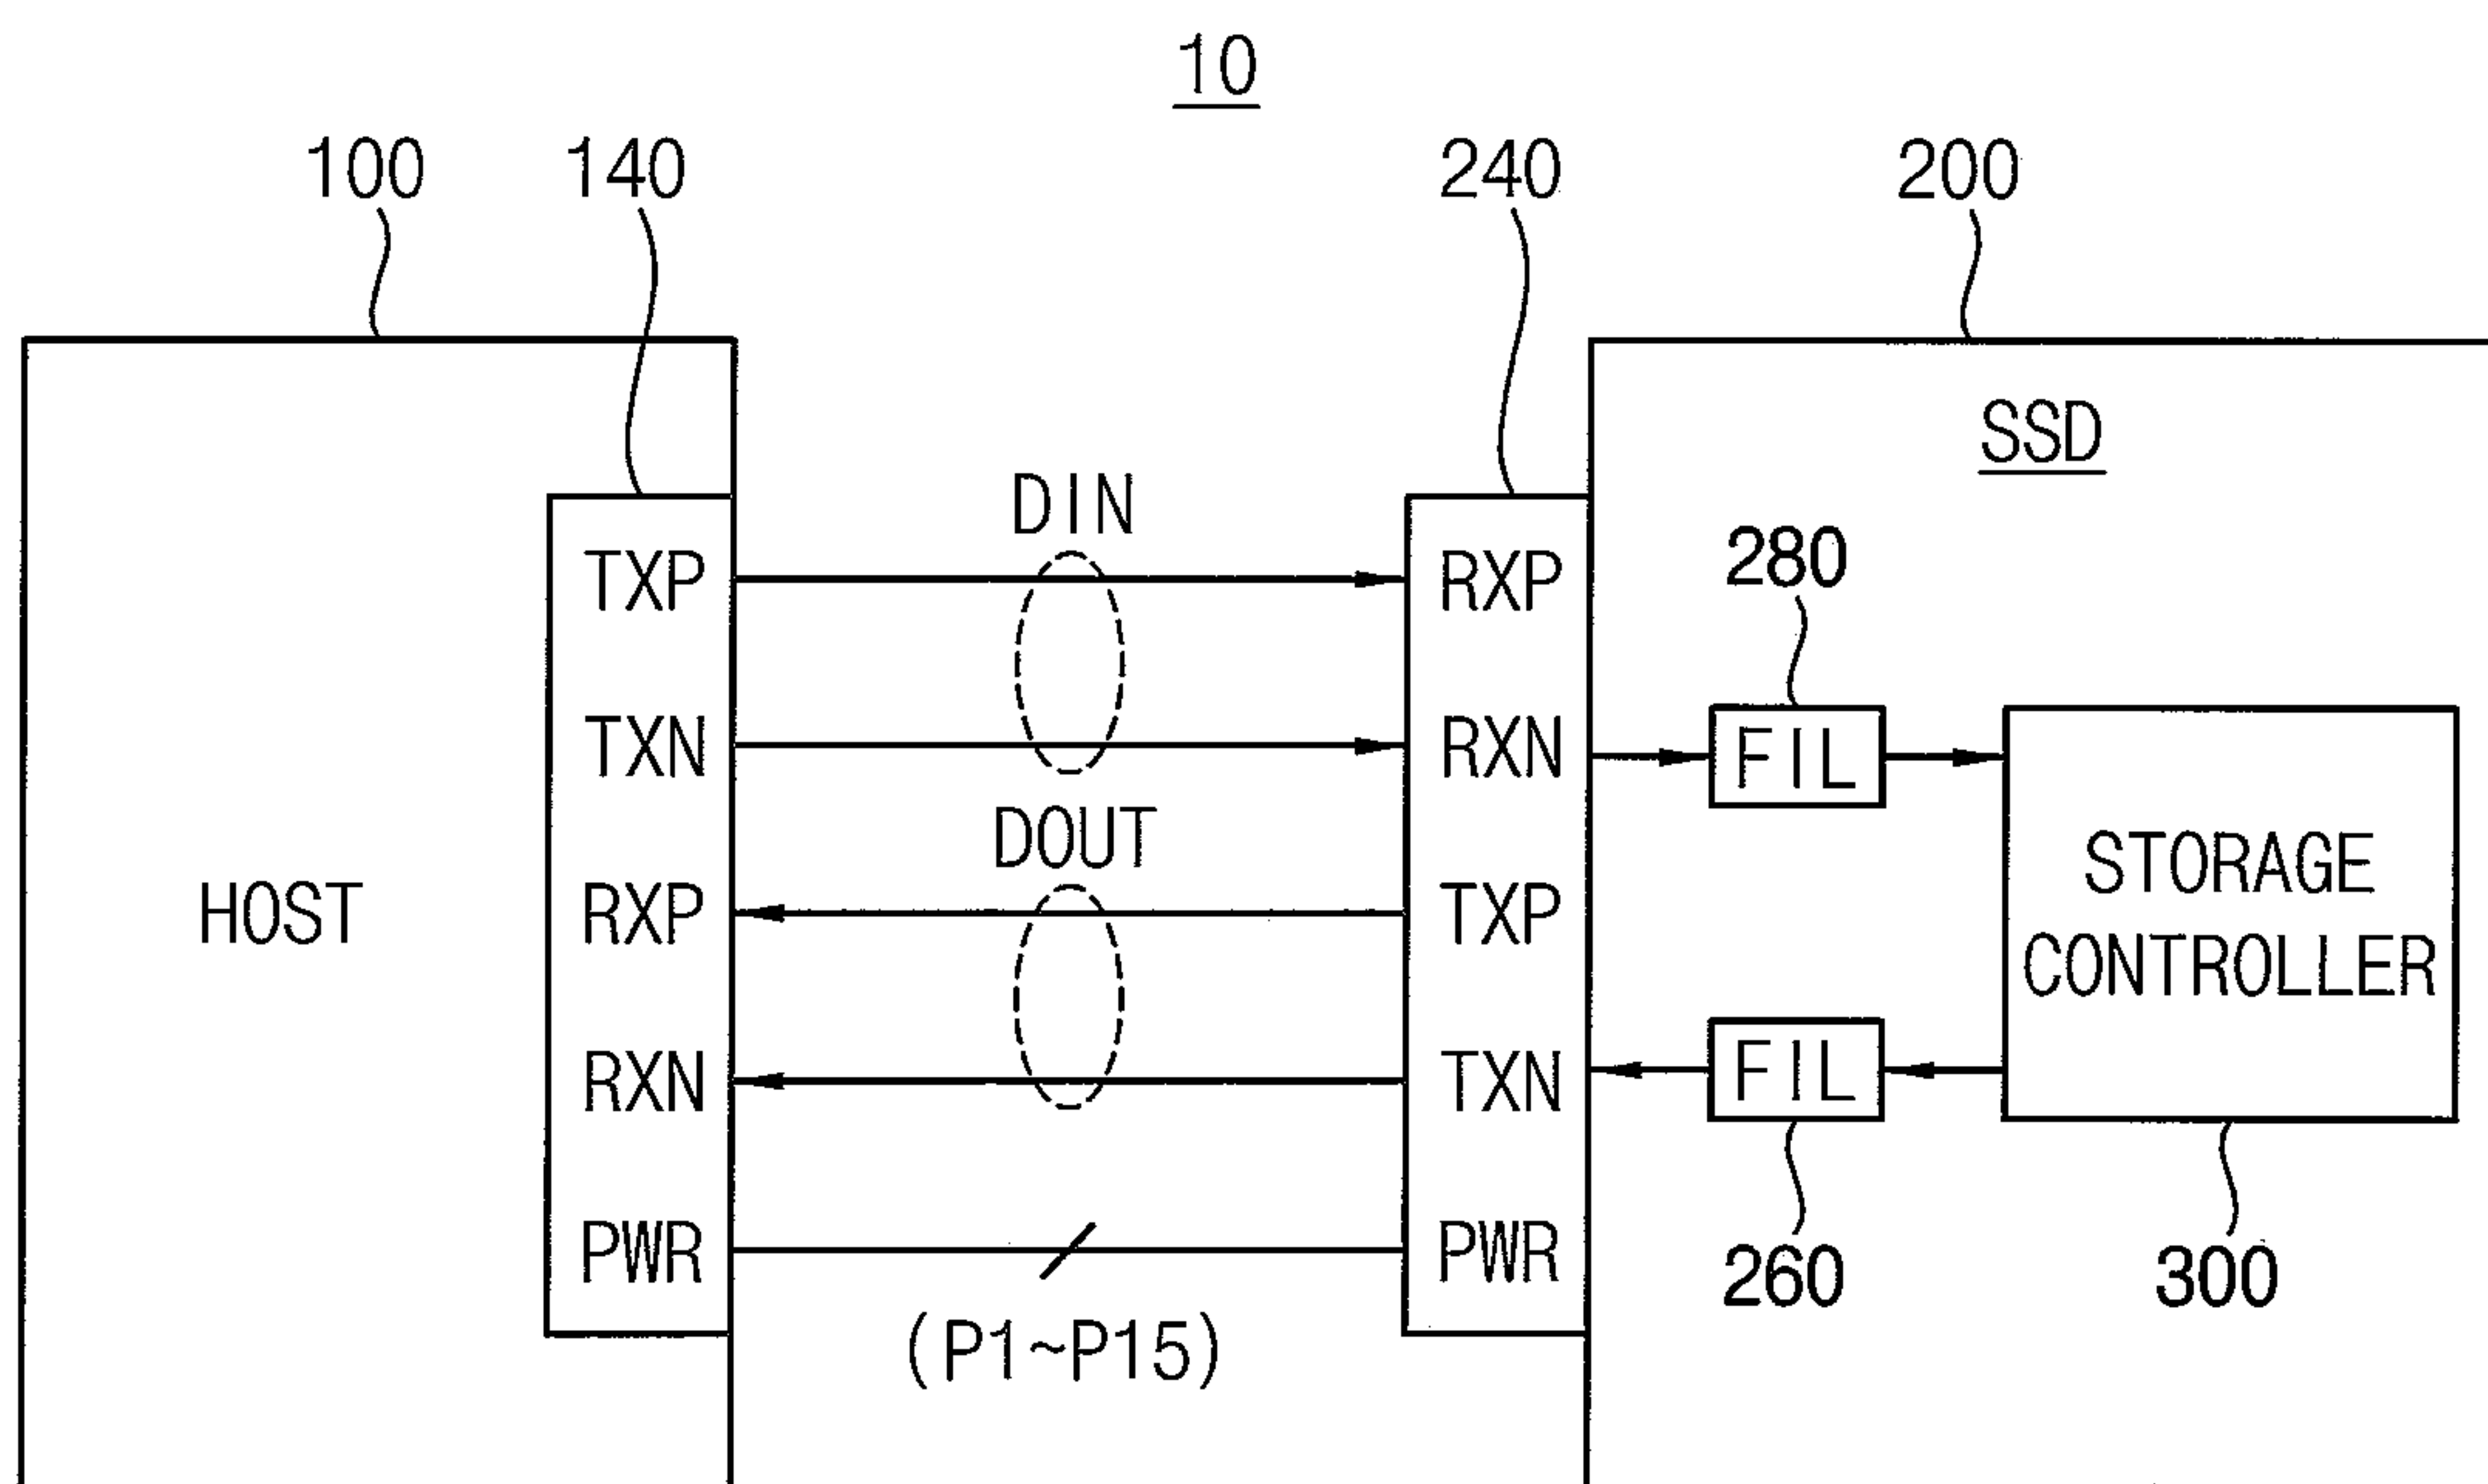 10
100
140
240
200
SSD
DIN
280
TXP
RXP
TXN
RXN
FIL
DOUT
STORAGE
CONTROLLER
HOST
RXP
TXP
RXN
TXN
FIL
PWR
PWR
260
300
(P1~P15)